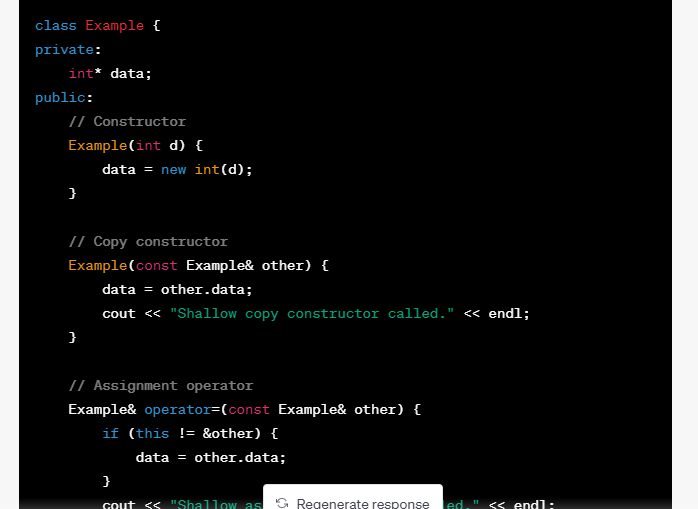 class Example {
private:
    int* data;
public:
    // Constructor
    Example(int d) {
        data = new int(d);
    }

    // Copy constructor
    Example(const Example& other) {
        data = other.data;
        cout << "Shallow copy constructor called." << endl;
    }

    // Assignment operator
    Example& operator=(const Example& other) {
        if (this != &other) {
            data = other.data;
        }
        cout << "Shallow as ed." << endl;
Regenerate response